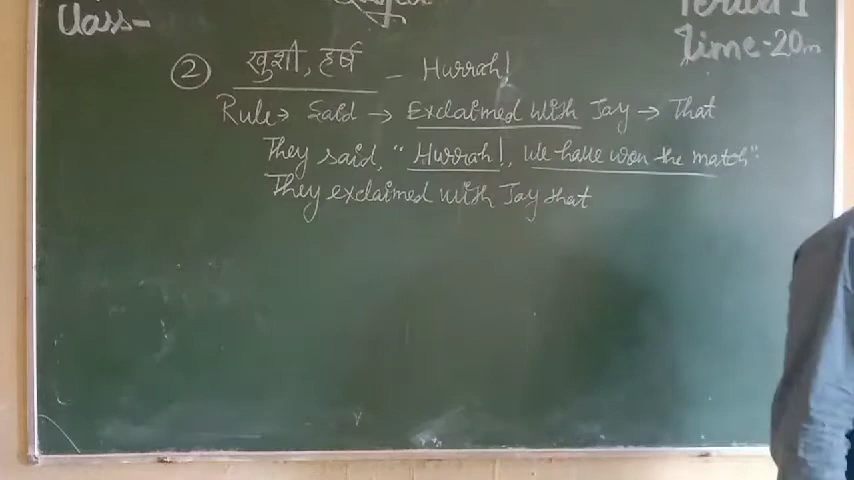 Class-
Period I
Time-20m
② खुशी, हर्ष - Hurrah!
Rule→ Said → Exclaimed with Joy → That
They said, "Hurrah!, We have won the match".
They exclaimed with Joy that